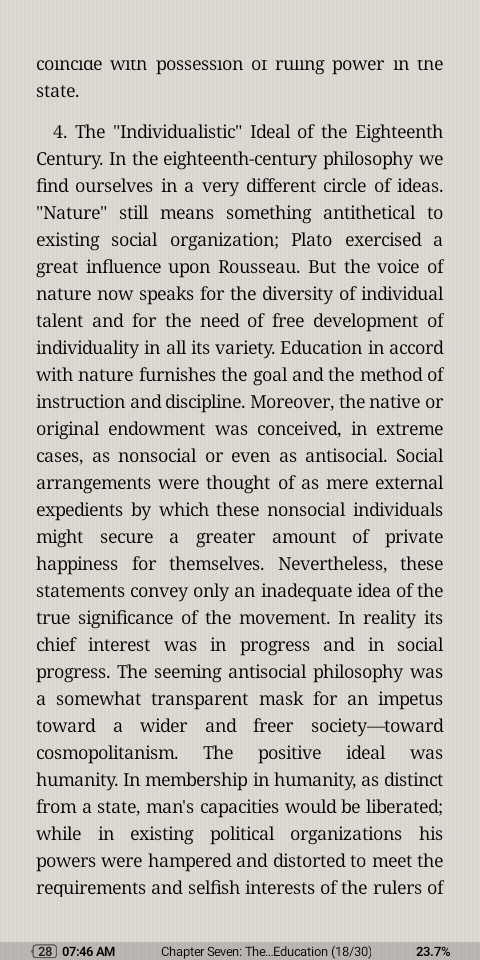 coincide with possession of ruling power in the
state.
4. The "Individualistic" Ideal of the Eighteenth
Century. In the eighteenth-century philosophy we
find ourselves in a very different circle of ideas.
"Nature" still means something antithetical to
existing social organization; Plato exercised a
great influence upon Rousseau. But the voice of
nature now speaks for the diversity of individual
talent and for the need of free development of
individuality in all its variety. Education in accord
with nature furnishes the goal and the method of
instruction and discipline. Moreover, the native or
original endowment was conceived, in extreme
cases, as nonsocial or even as antisocial. Social
arrangements were thought of as mere external
expedients by which these nonsocial individuals
might secure a greater amount of private
happiness for themselves. Nevertheless, these
statements convey only an inadequate idea of the
true significance of the movement. In reality its
chief interest was in progress and in social
progress. The seeming antisocial philosophy was
a somewhat transparent mask for an impetus
toward a wider and freer society—toward
cosmopolitanism. The positive ideal was
humanity. In membership in humanity, as distinct
from a state, man's capacities would be liberated;
while in existing political organizations his
powers were hampered and distorted to meet the
requirements and selfish interests of the rulers of
28 07:46 AM Chapter Seven: The...Education (18/30) 23.7%